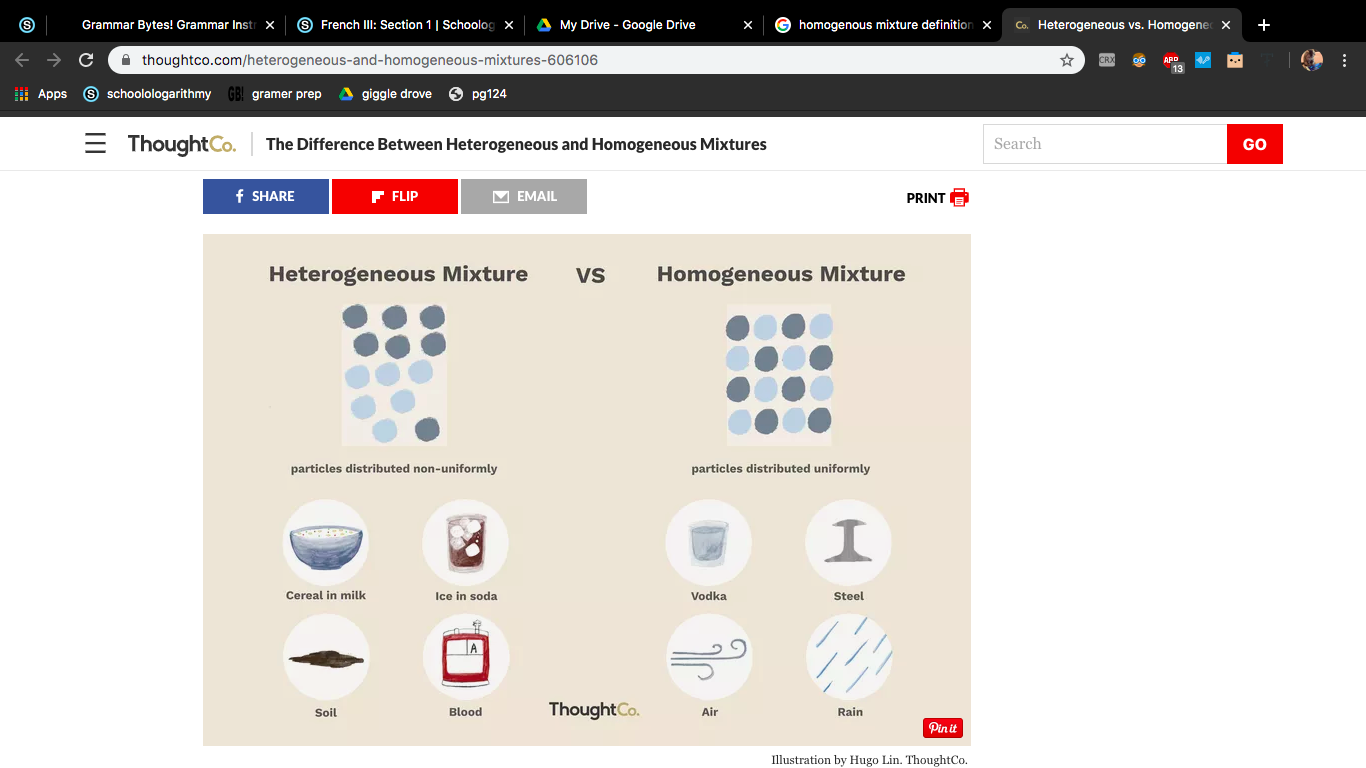 Grammar Bytes! Grammar Instr
French III: Section 1 | Schoolog
My Drive - Google Drive
homogenous mixture definition
Co. Heterogeneous vs. Homogene
thoughtco.com/heterogeneous-and-homogeneous-mixtures-606106
CRX
ABP
13
Apps
schoolologarithmy
GB! gramer prep
giggle drove
pg124
ThoughtCo.
The Difference Between Heterogeneous and Homogeneous Mixtures
Search
GO
SHARE
FLIP
EMAIL
PRINT
Heterogeneous Mixture VS Homogeneous Mixture
particles distributed non-uniformly
particles distributed uniformly
Cereal in milk
Ice in soda
Vodka
Steel
A
Soil
Blood
ThoughtCo.
Air
Rain
Pin it
Illustration by Hugo Lin. ThoughtCo.